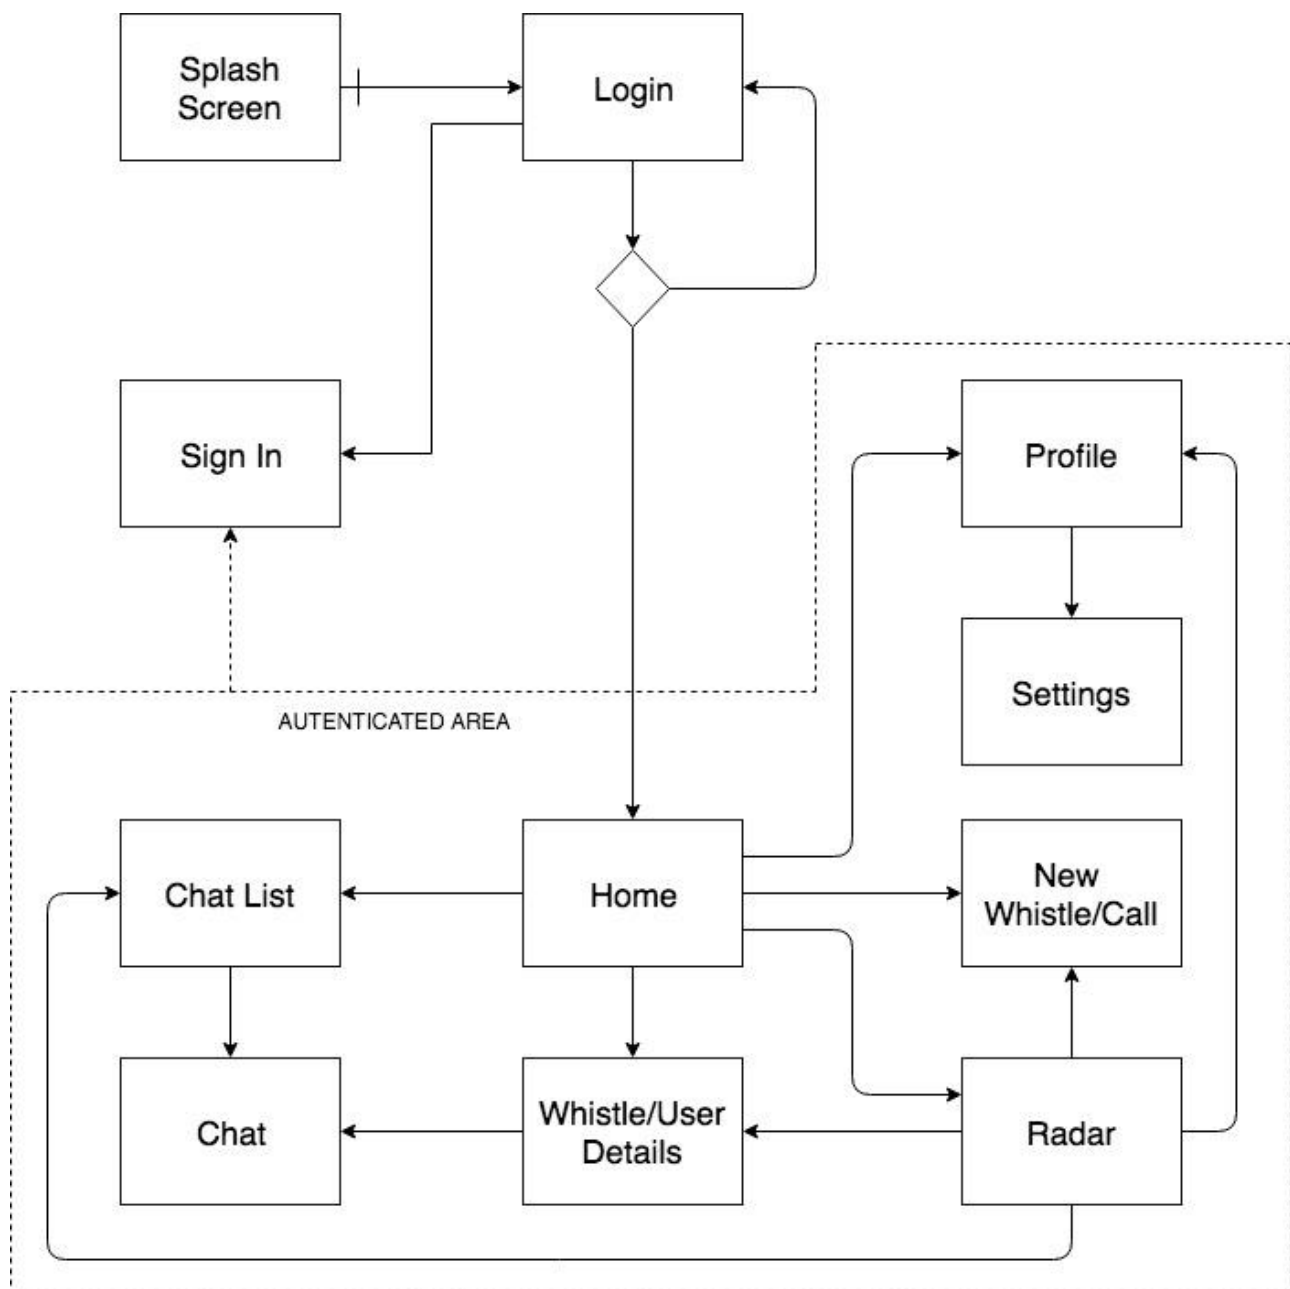 Splash
Screen
Login
Sign In
Profile
Settings
AUTENTICATED AREA
Chat List
Home
New
Whistle/Call
Chat
Whistle/User
Details
Radar